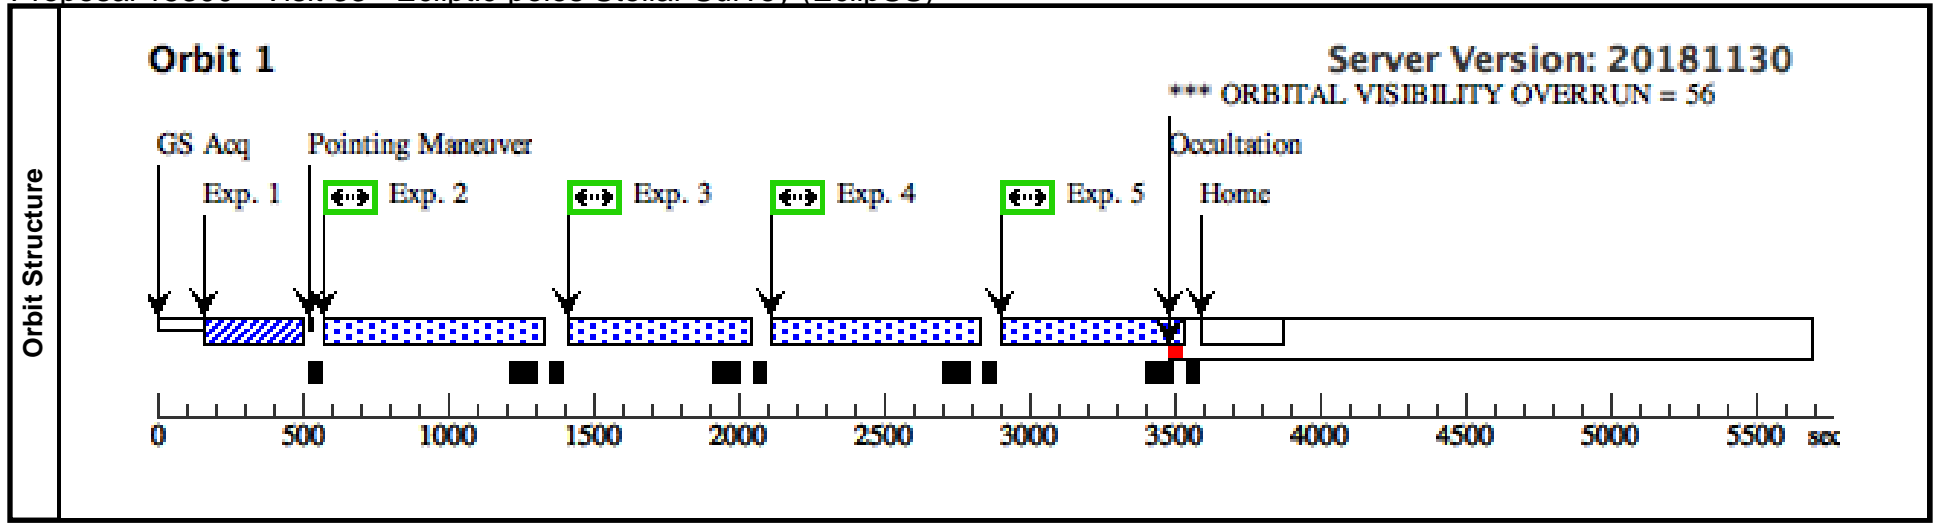 Orbit Structure
Orbit 1
Server Version: 20181130
*** ORBITAL VISIBILITY OVERRUN = 56
GS Acq
Pointing Maneuver
Occultation
Exp. 1
Exp. 2
Exp. 3
Exp. 4
Exp. 5
Home
0 500 1000 1500 2000 2500 3000 3500 4000 4500 5000 5500 sec